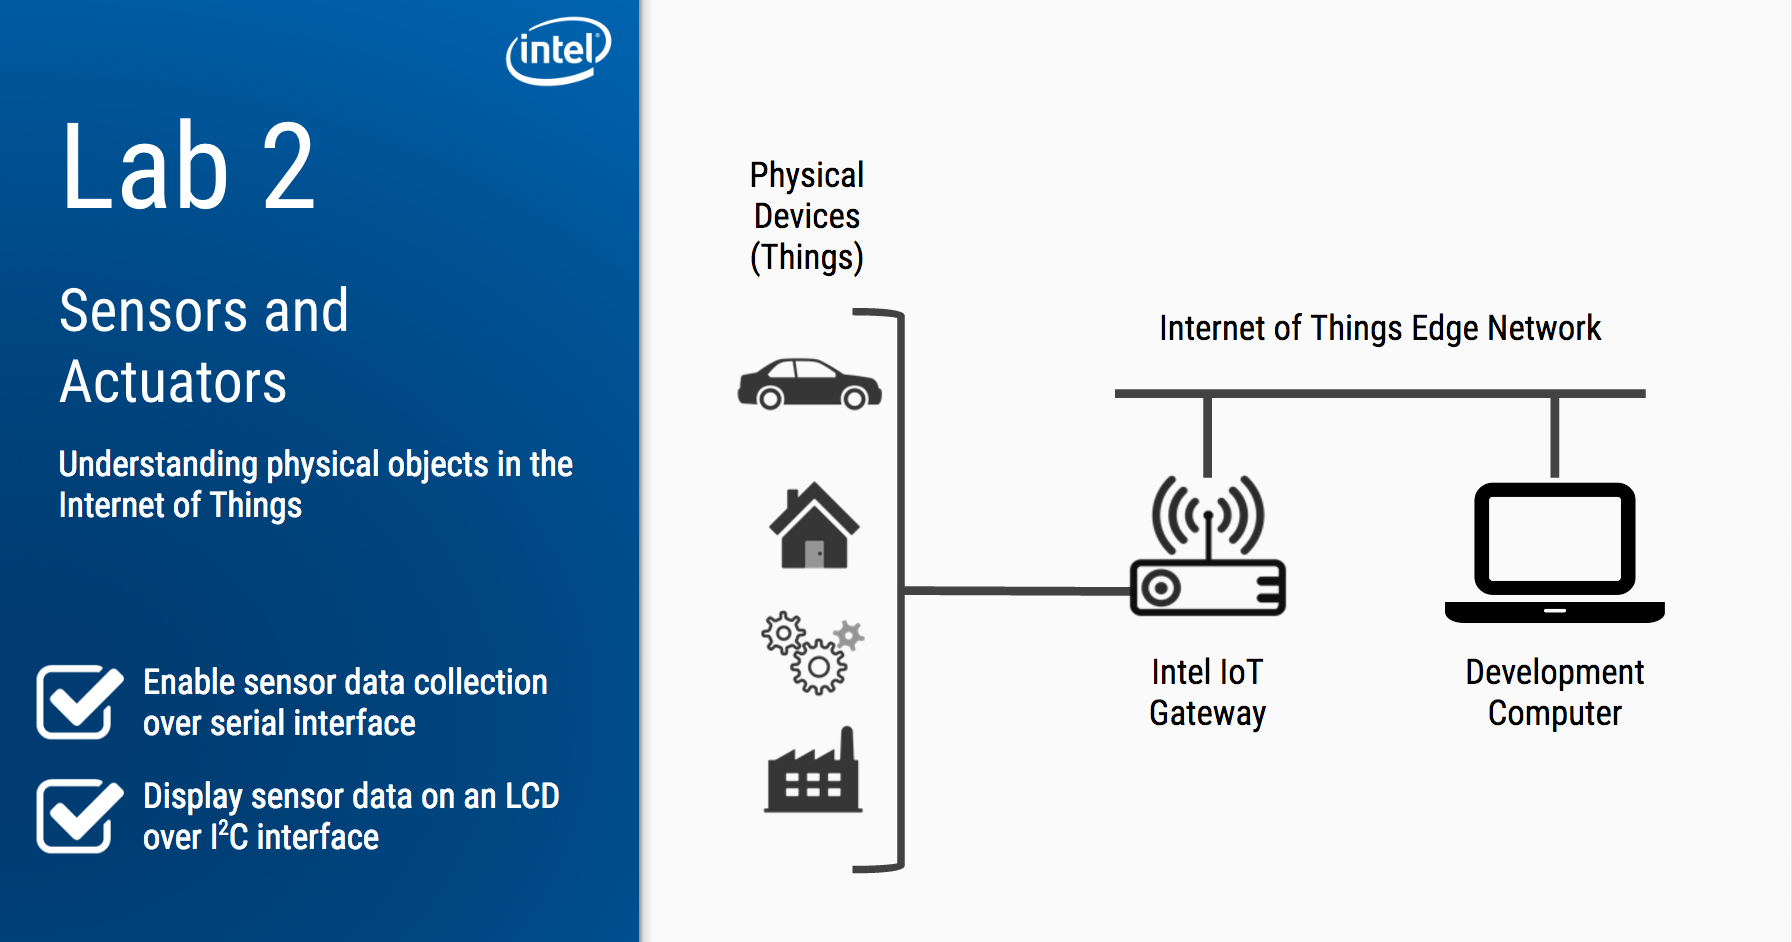 intel
Lab 2
Sensors and
Actuators
Understanding physical objects in the
Internet of Things
Enable sensor data collection
over serial interface
Display sensor data on an LCD
over I²C interface
Physical
Devices
(Things)
Internet of Things Edge Network
Intel IoT
Gateway
Development
Computer